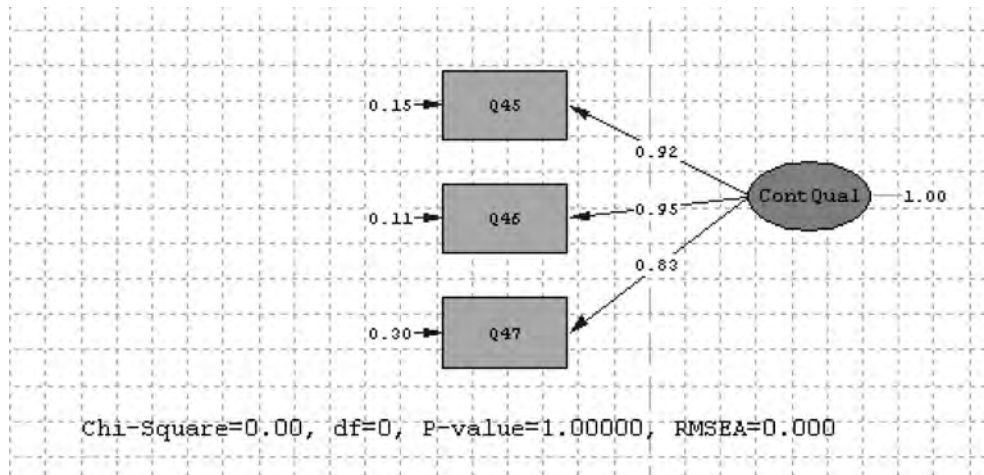 0.15 Q45
0.92
ContQual 1.00
0.11 Q46 0.95
0.83
0.30 Q47
Chi-Square=0.00, df=0, P-value=1.00000, RMSEA=0.000